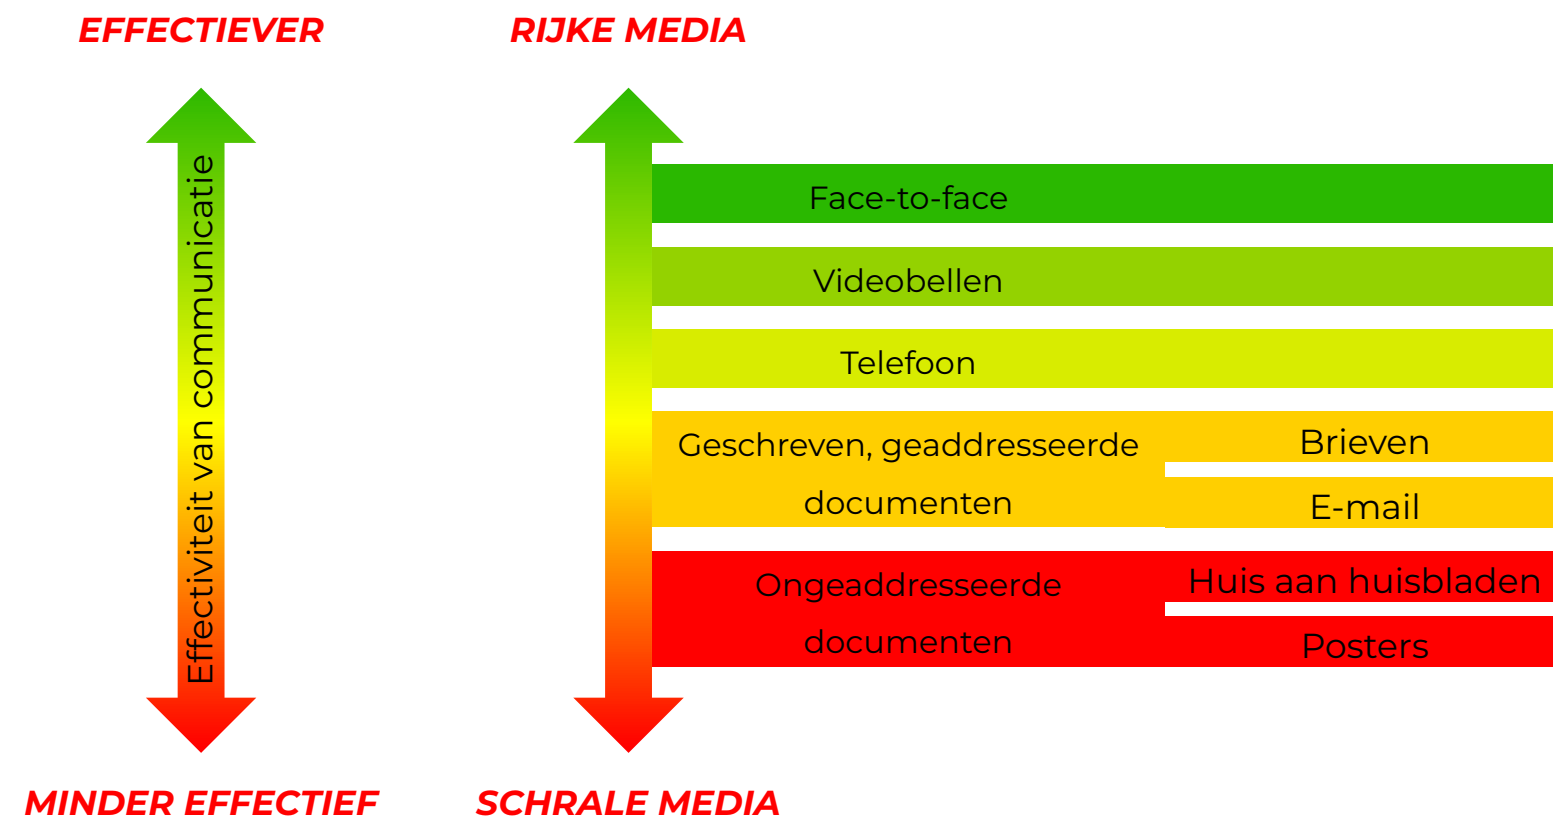 EFFECTIEVER
RIJKE MEDIA
Effectiviteit van communicatie
Face-to-face
Videobellen
Telefoon
Geschreven, geaddresseerde
documenten
Brieven
E-mail
Ongeaddresseerde
documenten
Huis aan huisbladen
Posters
MINDER EFFECTIEF
SCHRALE MEDIA